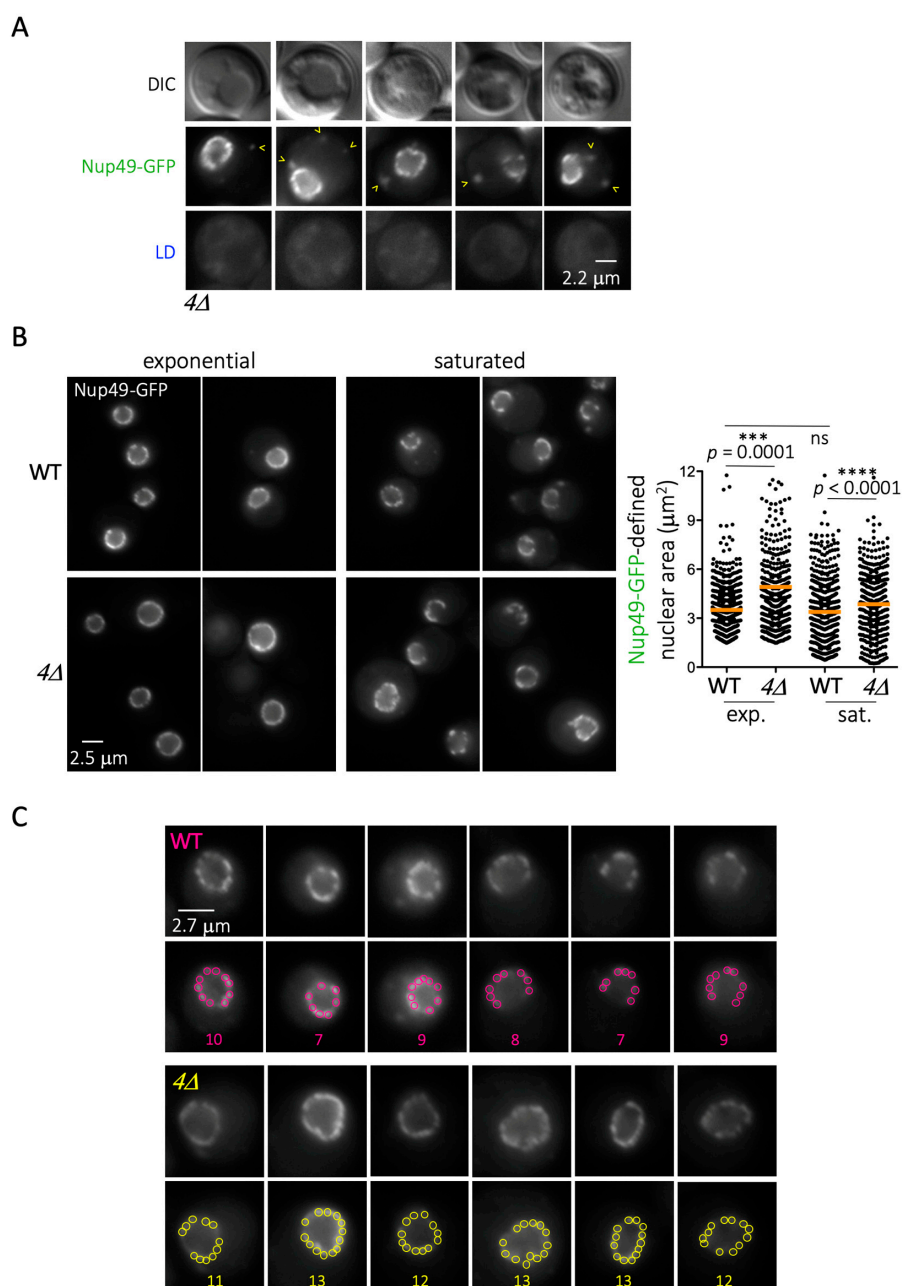 A
DIC
Nup49-GFP
LD
2.2 μm
4Δ
B
exponential
saturated
Nup49-GFP
WT
4Δ
2.5 μm
Nup49-GFP-defined
nuclear area (μm²)
*** ns
p = 0.0001
****
p < 0.0001
12
9
6
3
0
WT 4Δ WT 4Δ
exp. sat.
C
WT
2.7 μm
10 7 9 8 7 9
4Δ
11 13 12 13 13 12